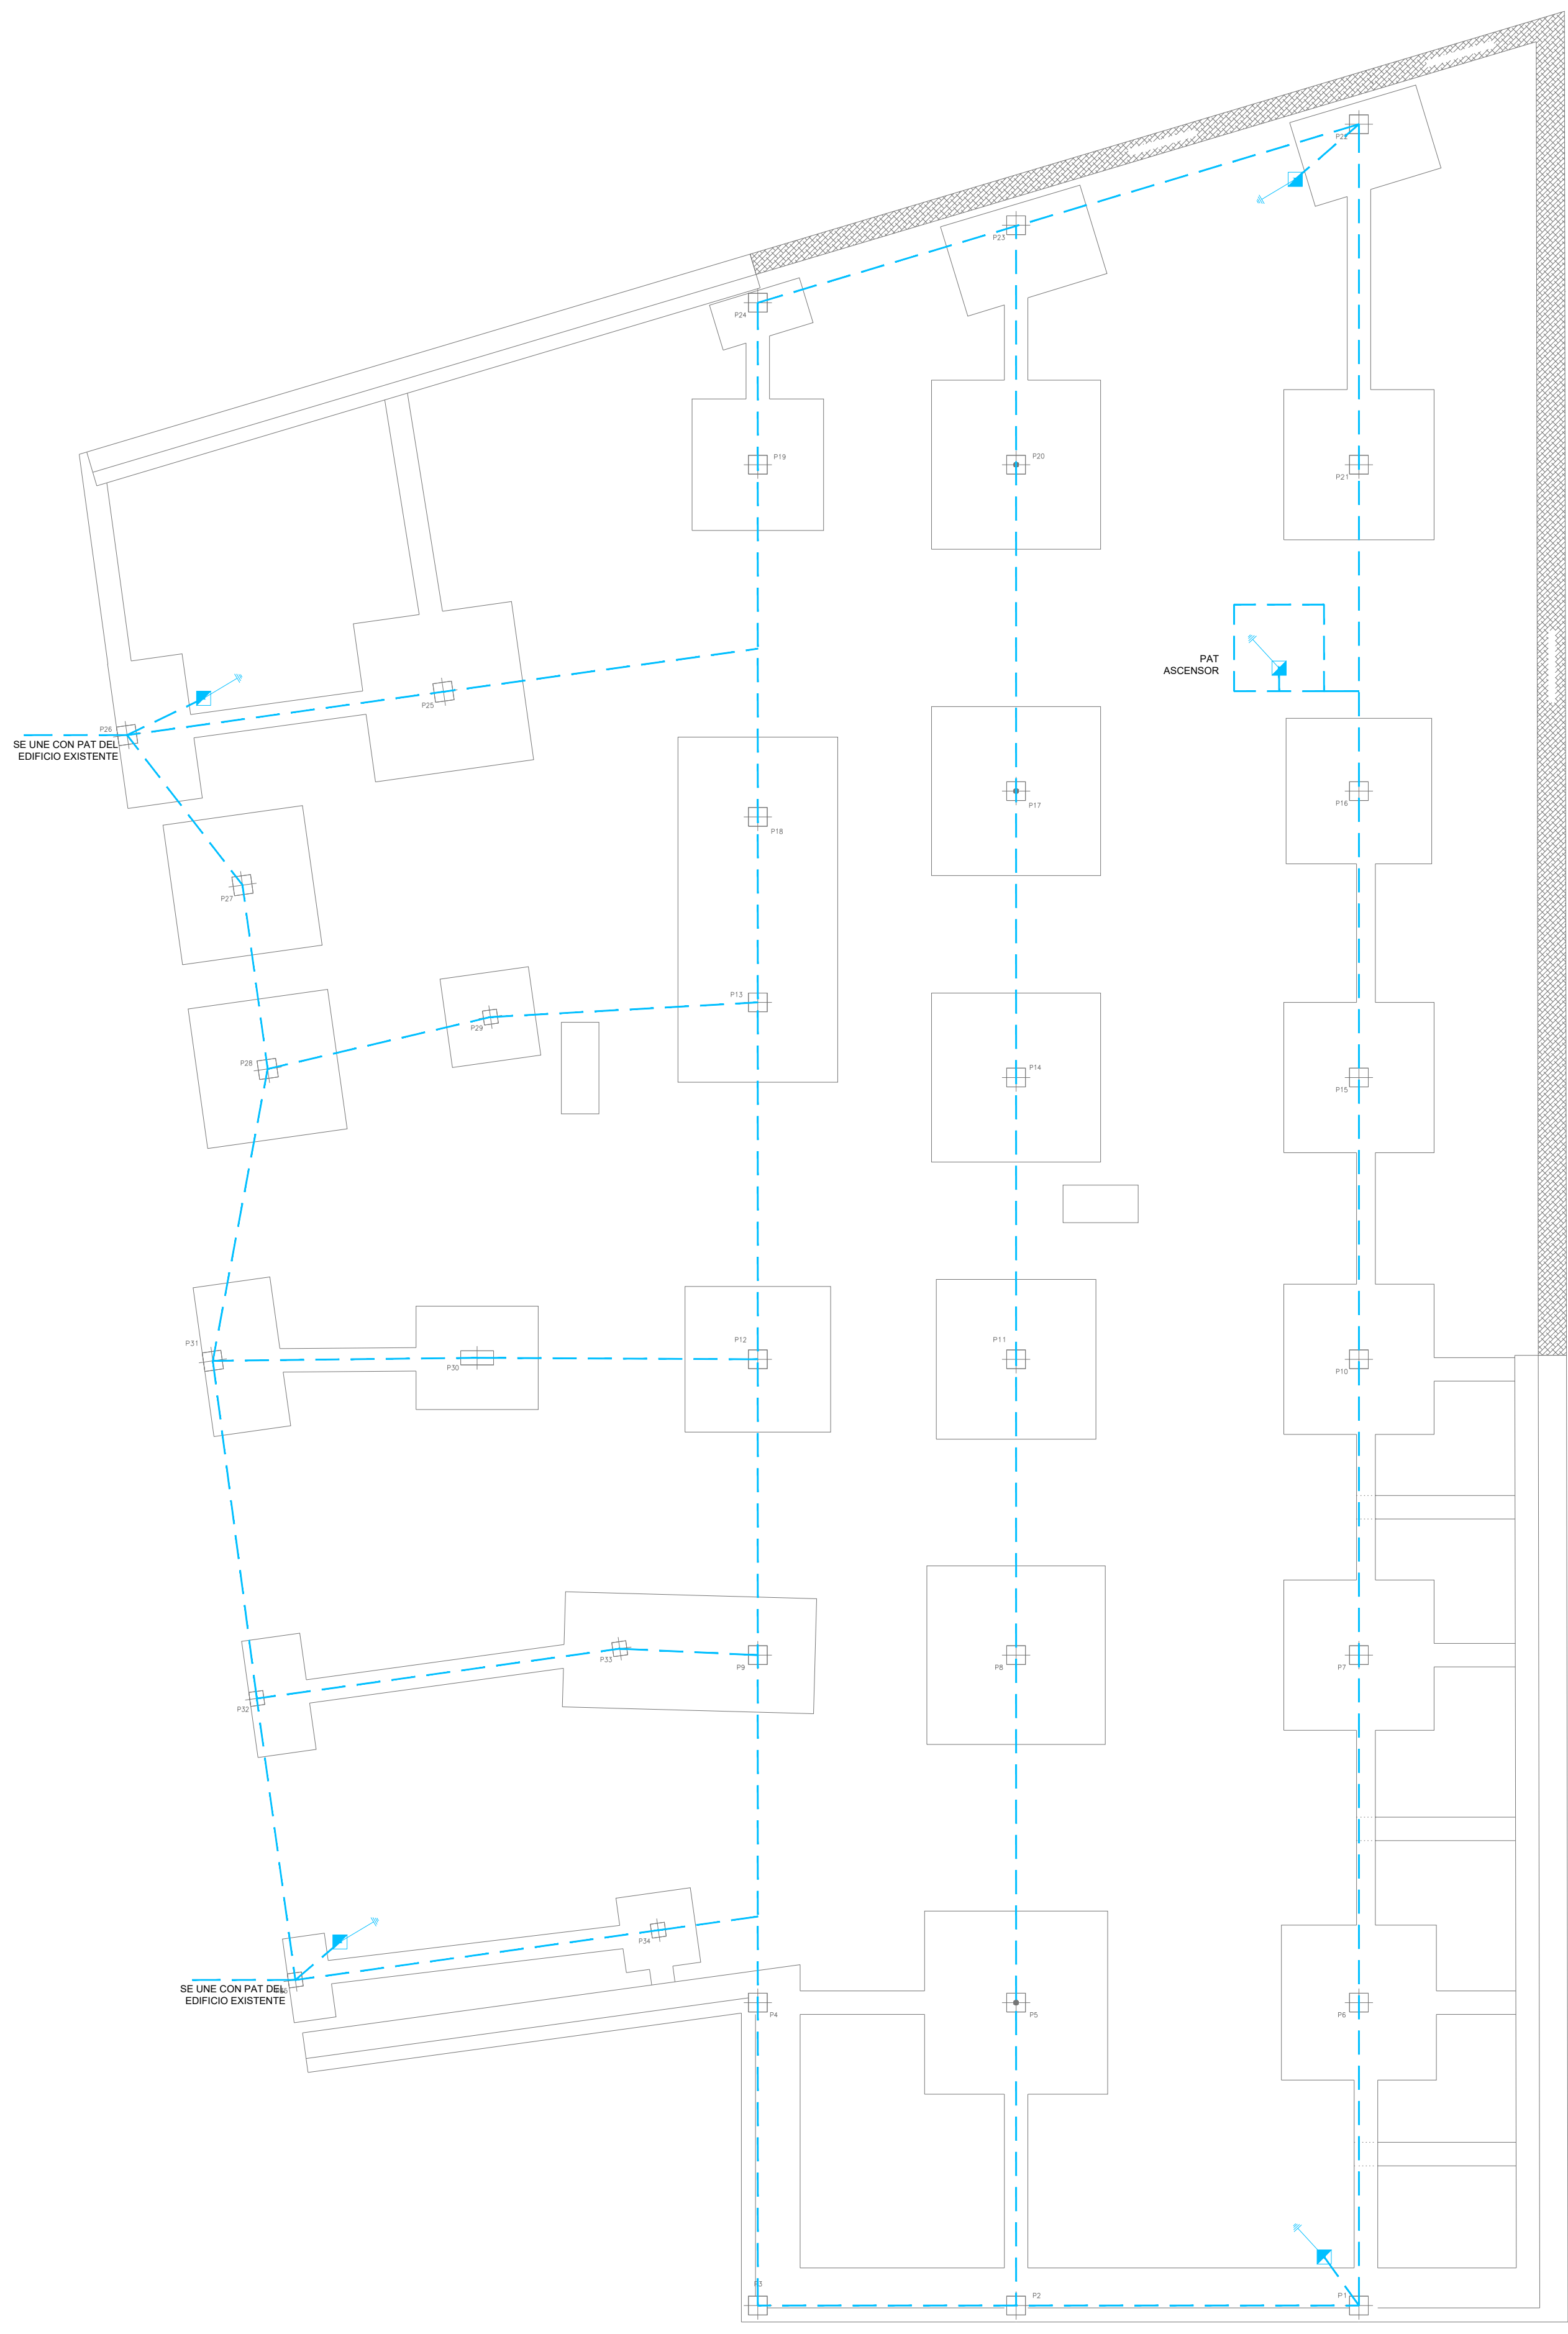 P22
P23
P24
P19
P20
P21
PAT
ASCENSOR
P25
P26
SE UNE CON PAT DEL
EDIFICIO EXISTENTE
P16
P17
P18
P27
P13
P29
P28
P14
P15
P31
P12
P11
P30
P10
P33
P9
P8
P7
P32
P34
SE UNE CON PAT DEL
EDIFICIO EXISTENTE
P4
P5
P6
P3
P2
P1